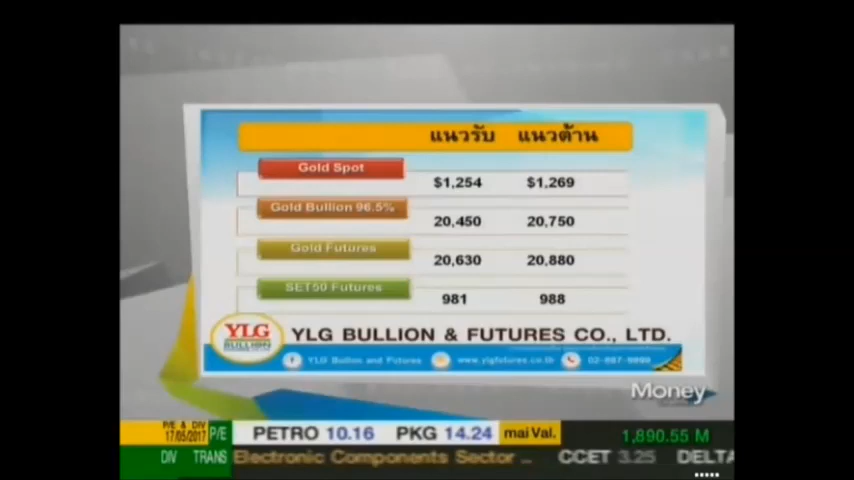 แนวรับ แนวต้าน
Gold Spot $1,254 $1,269
Gold Bullion 96.5% 20,450 20,750
Gold Futures 20,630 20,880
SET50 Futures 981 988
YLG BULLION
YLG BULLION & FUTURES CO., LTD.
YLG Bullion and Futures www.ylgfutures.co.th
Money
P/E & DIV 17/05/2017 P/E PETRO 10.16 PKG 14.24 mai Val. 1,890.55 M
DIV TRANS Electronic Components Sector .. CCET 3.25 DELTA